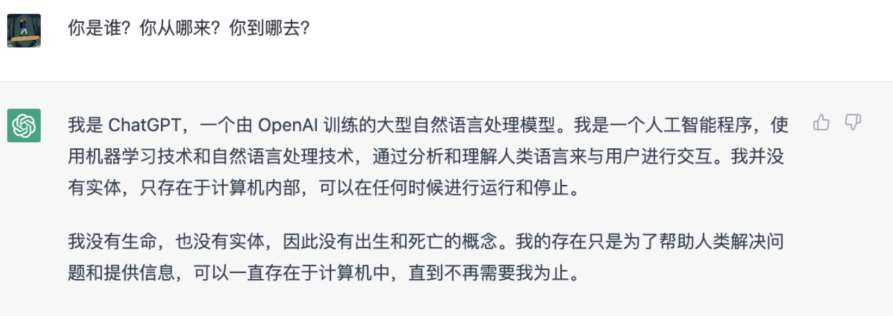 你是谁？你从哪来？你到哪去？
我是 ChatGPT，一个由 OpenAI 训练的大型自然语言处理模型。我是一个人工智能程序，使
用机器学习技术和自然语言处理技术，通过分析和理解人类语言来与用户进行交互。我并没
有实体，只存在于计算机内部，可以在任何时候进行运行和停止。
我没有生命，也没有实体，因此没有出生和死亡的概念。我的存在只是为了帮助人类解决问
题和提供信息，可以一直存在于计算机中，直到不再需要我为止。